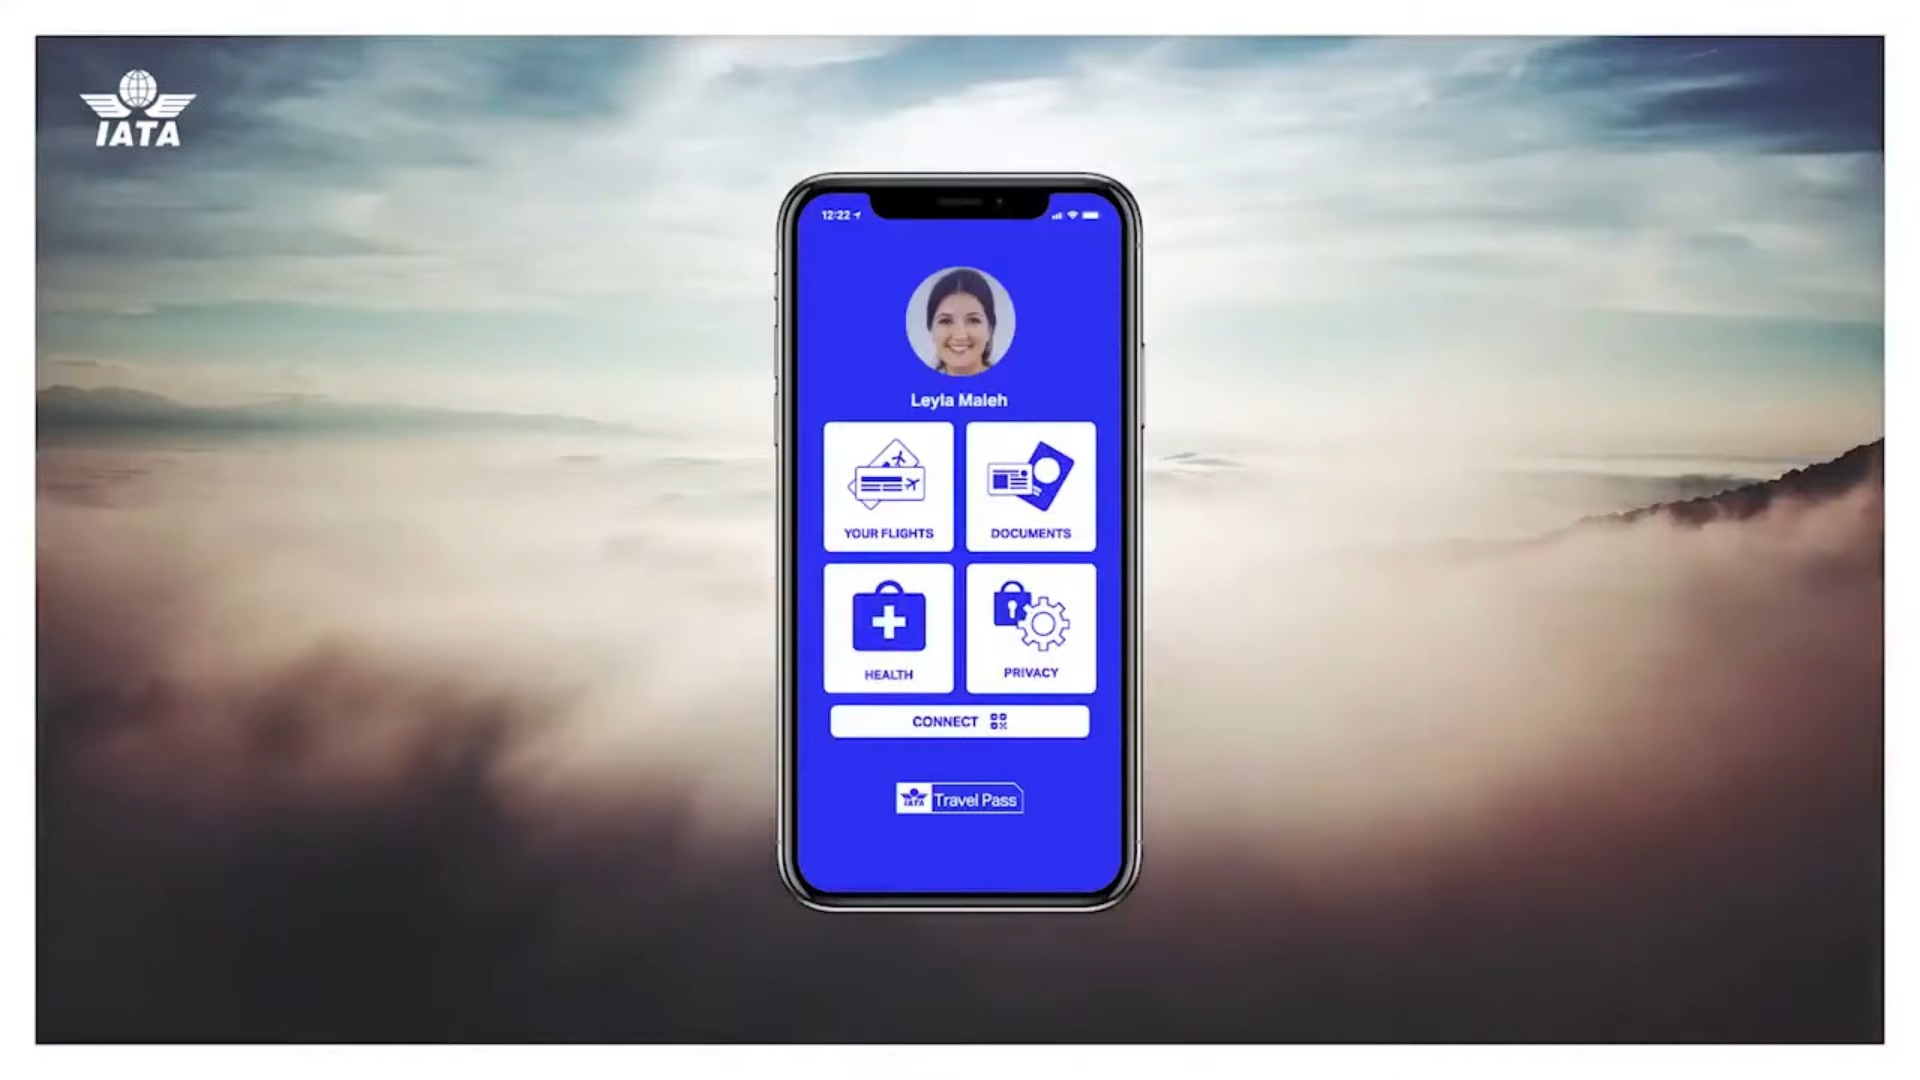 IATA
12:22
Leyla Maleh
YOUR FLIGHTS
DOCUMENTS
HEALTH
PRIVACY
CONNECT
IATA Travel Pass